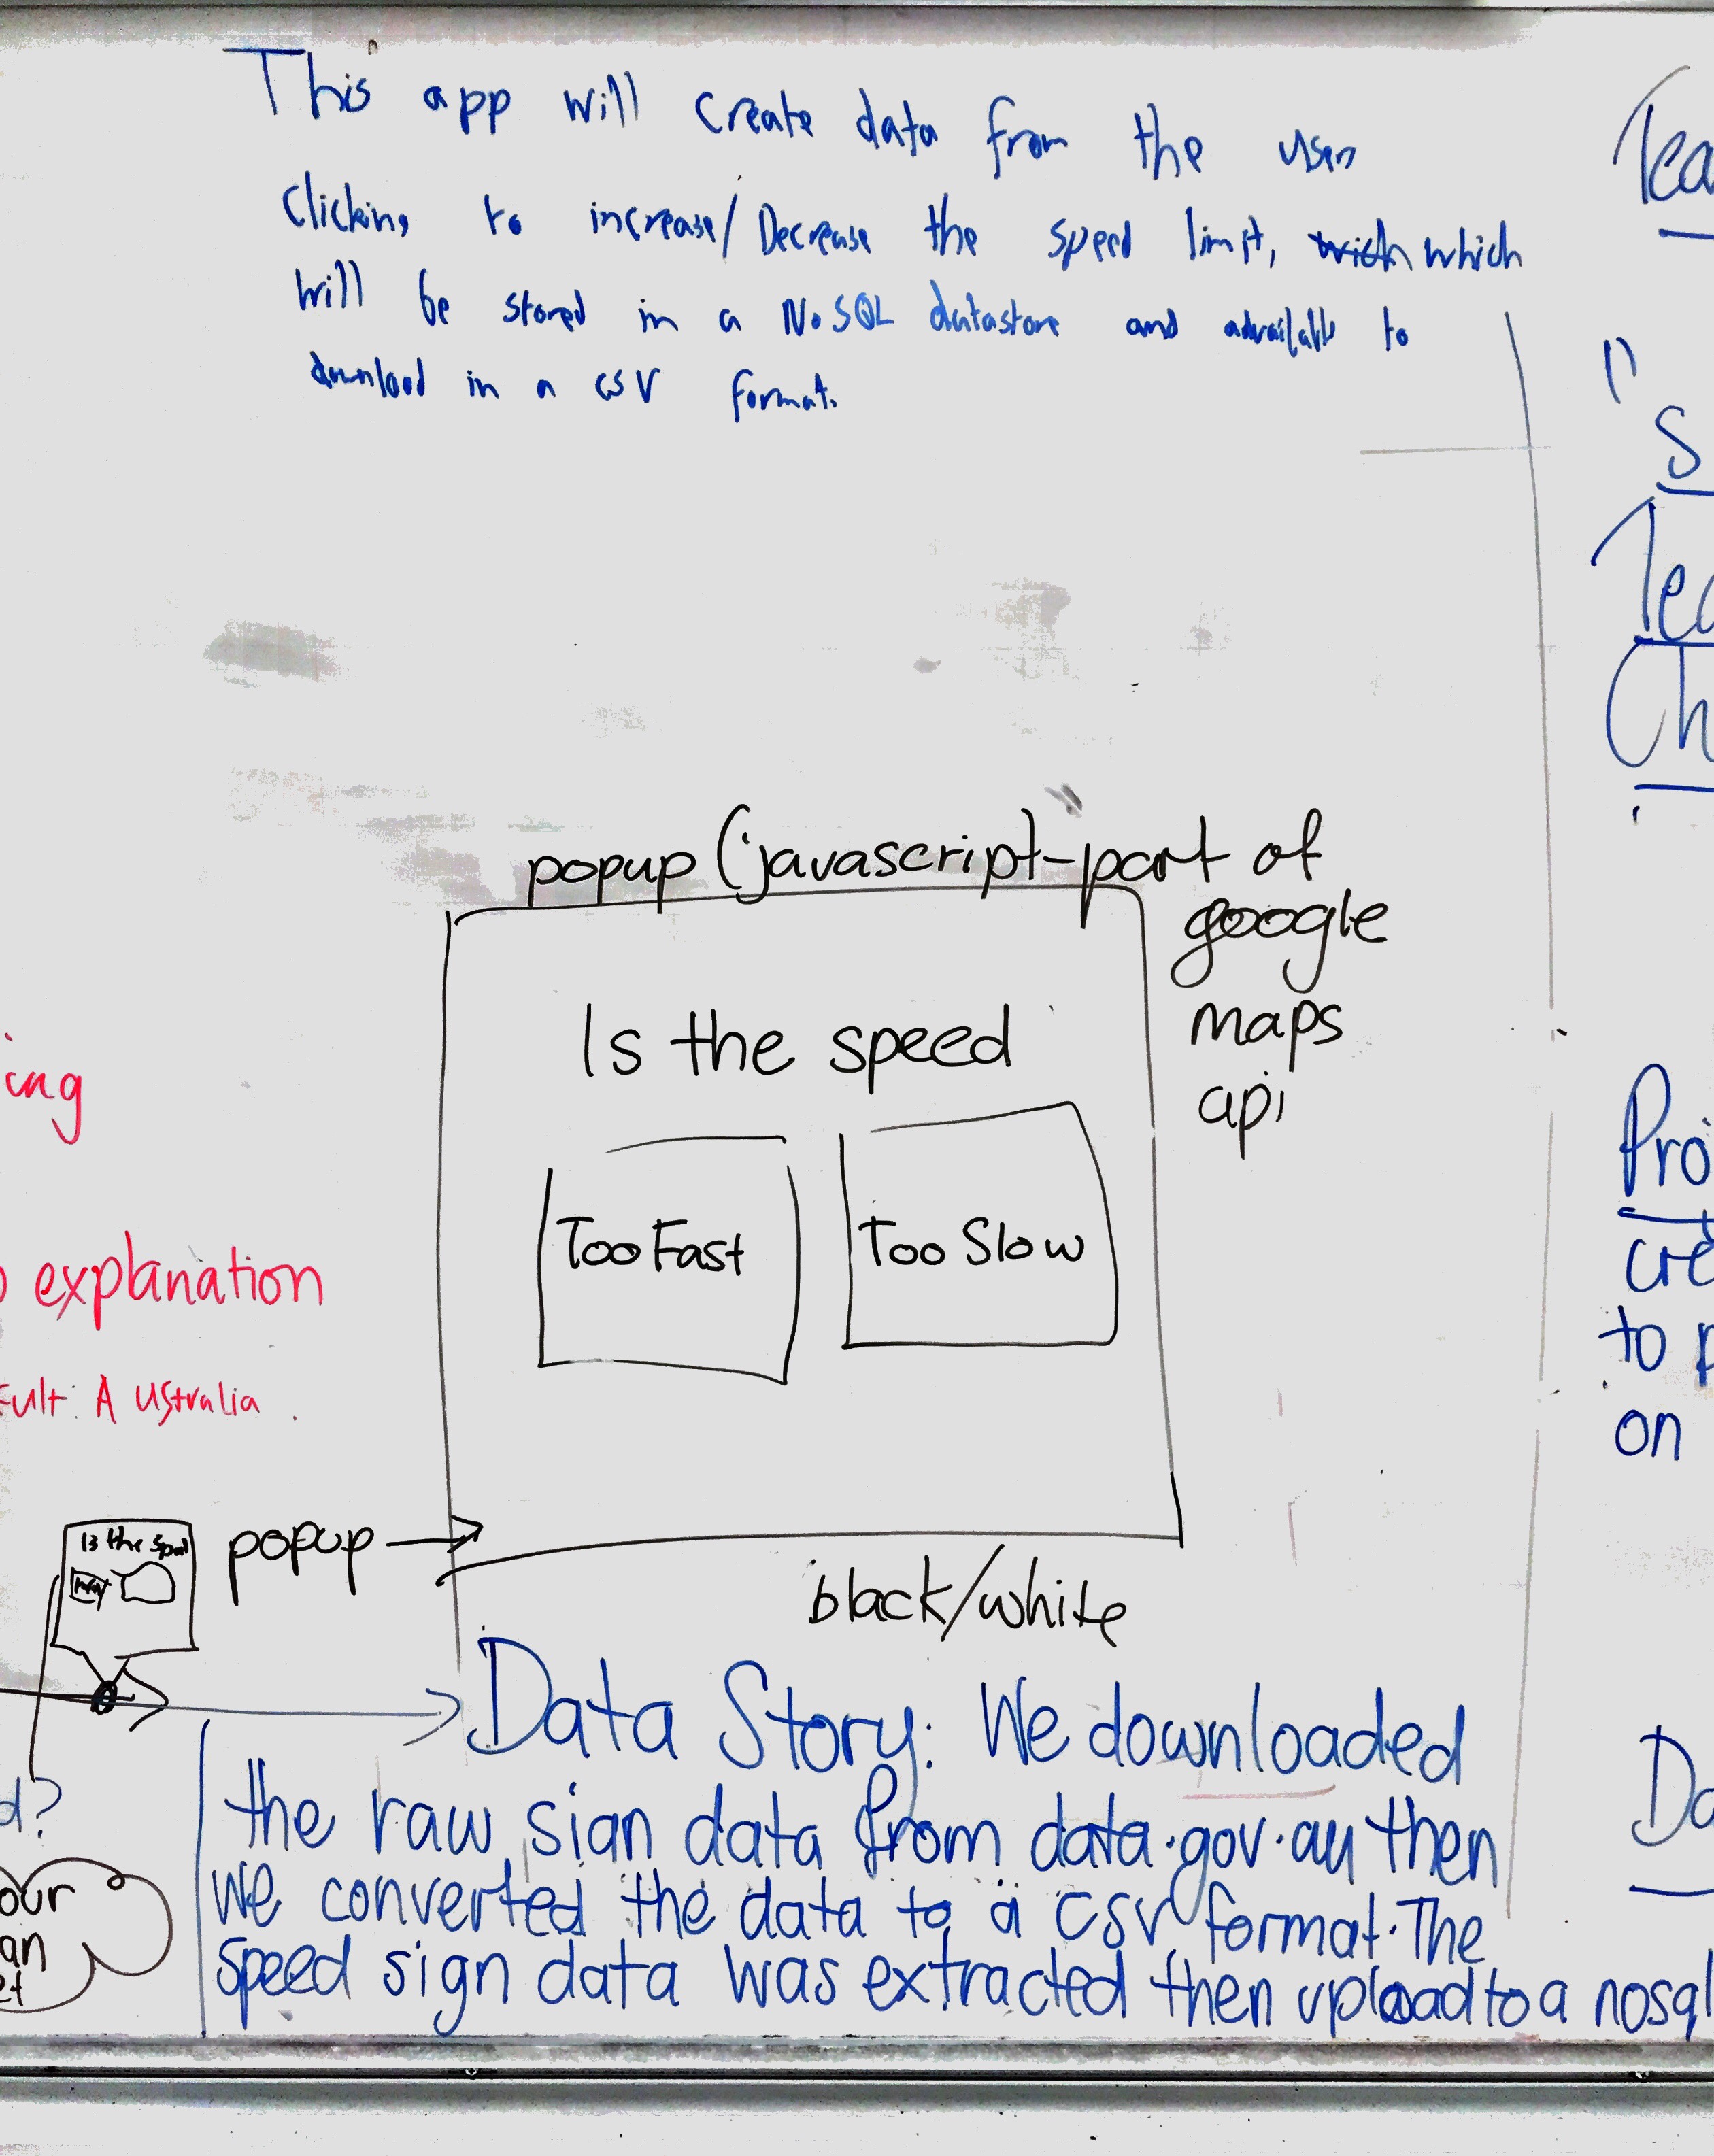 This app will create data from the user
Clicking to increase/Decrease the speed limit, which
will be stored in a NoSQL datastore and advailable to
download in a CSV format.
popup (javascript)-part of
google
maps
api
Is the speed
Too Fast
Too Slow
ing
explanation
Australia
popup
black/white
Is the
Data Story: We downloaded
the raw sign data from data.gov.au then
we converted the data to a csv format. The
speed sign data was extracted then upload to a nosql
d?
our
an
et
Tea
S
Tea
Ch
Pro
cre
to p
on
Da